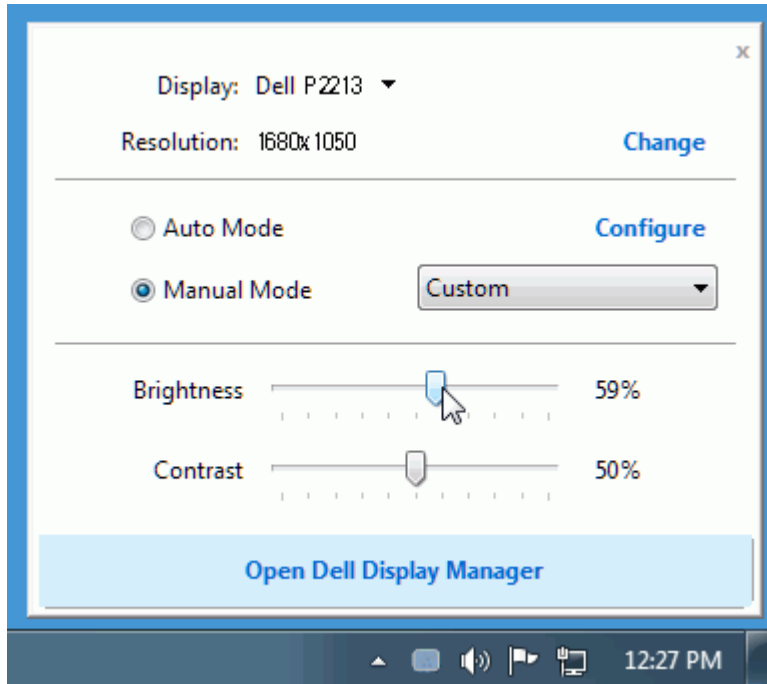 x
Display: Dell P2213
Resolution: 1680x1050 Change
Auto Mode Configure
Manual Mode Custom
Brightness 59%
Contrast 50%
Open Dell Display Manager
12:27 PM